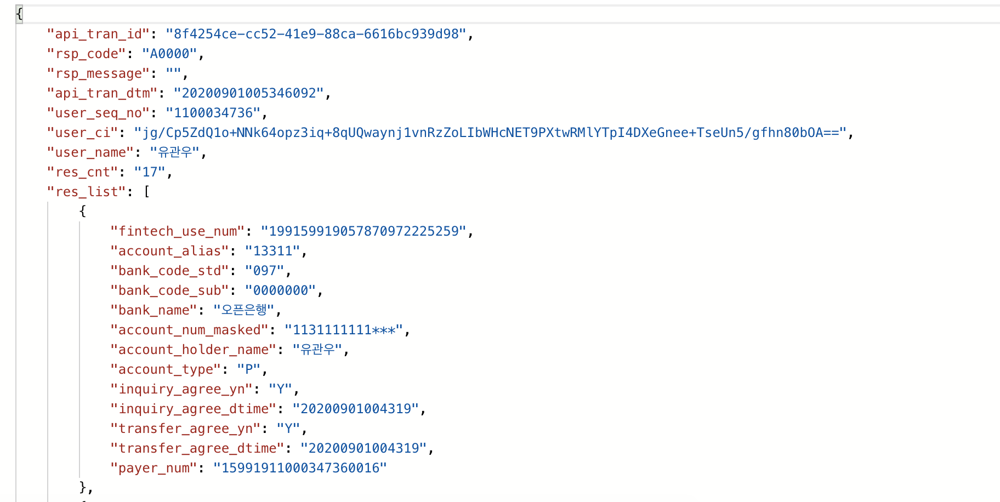 {
"api_tran_id": "8f4254ce-cc52-41e9-88ca-6616bc939d98",
"rsp_code": "A0000",
"rsp_message": "",
"api_tran_dtm": "20200901005346092",
"user_seq_no": "1100034736",
"user_ci": "jg/Cp5ZdQ1o+NNk64opz3iq+8qUQwaynj1vnRzZoLIbWHcNET9PXtwRMlYTpI4DXeGnee+TseUn5/gfhn80bOA==",
"user_name": "유관우",
"res_cnt": "17",
"res_list": [
{
"fintech_use_num": "199159919057870972225259",
"account_alias": "13311",
"bank_code_std": "097",
"bank_code_sub": "0000000",
"bank_name": "오픈은행",
"account_num_masked": "1131111111***",
"account_holder_name": "유관우",
"account_type": "P",
"inquiry_agree_yn": "Y",
"inquiry_agree_dtime": "20200901004319",
"transfer_agree_yn": "Y",
"transfer_agree_dtime": "20200901004319",
"payer_num": "15991911000347360016"
},